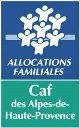 ALLOCATIONS
FAMILIALES
Caf
des Alpes-de-
Haute-Provence